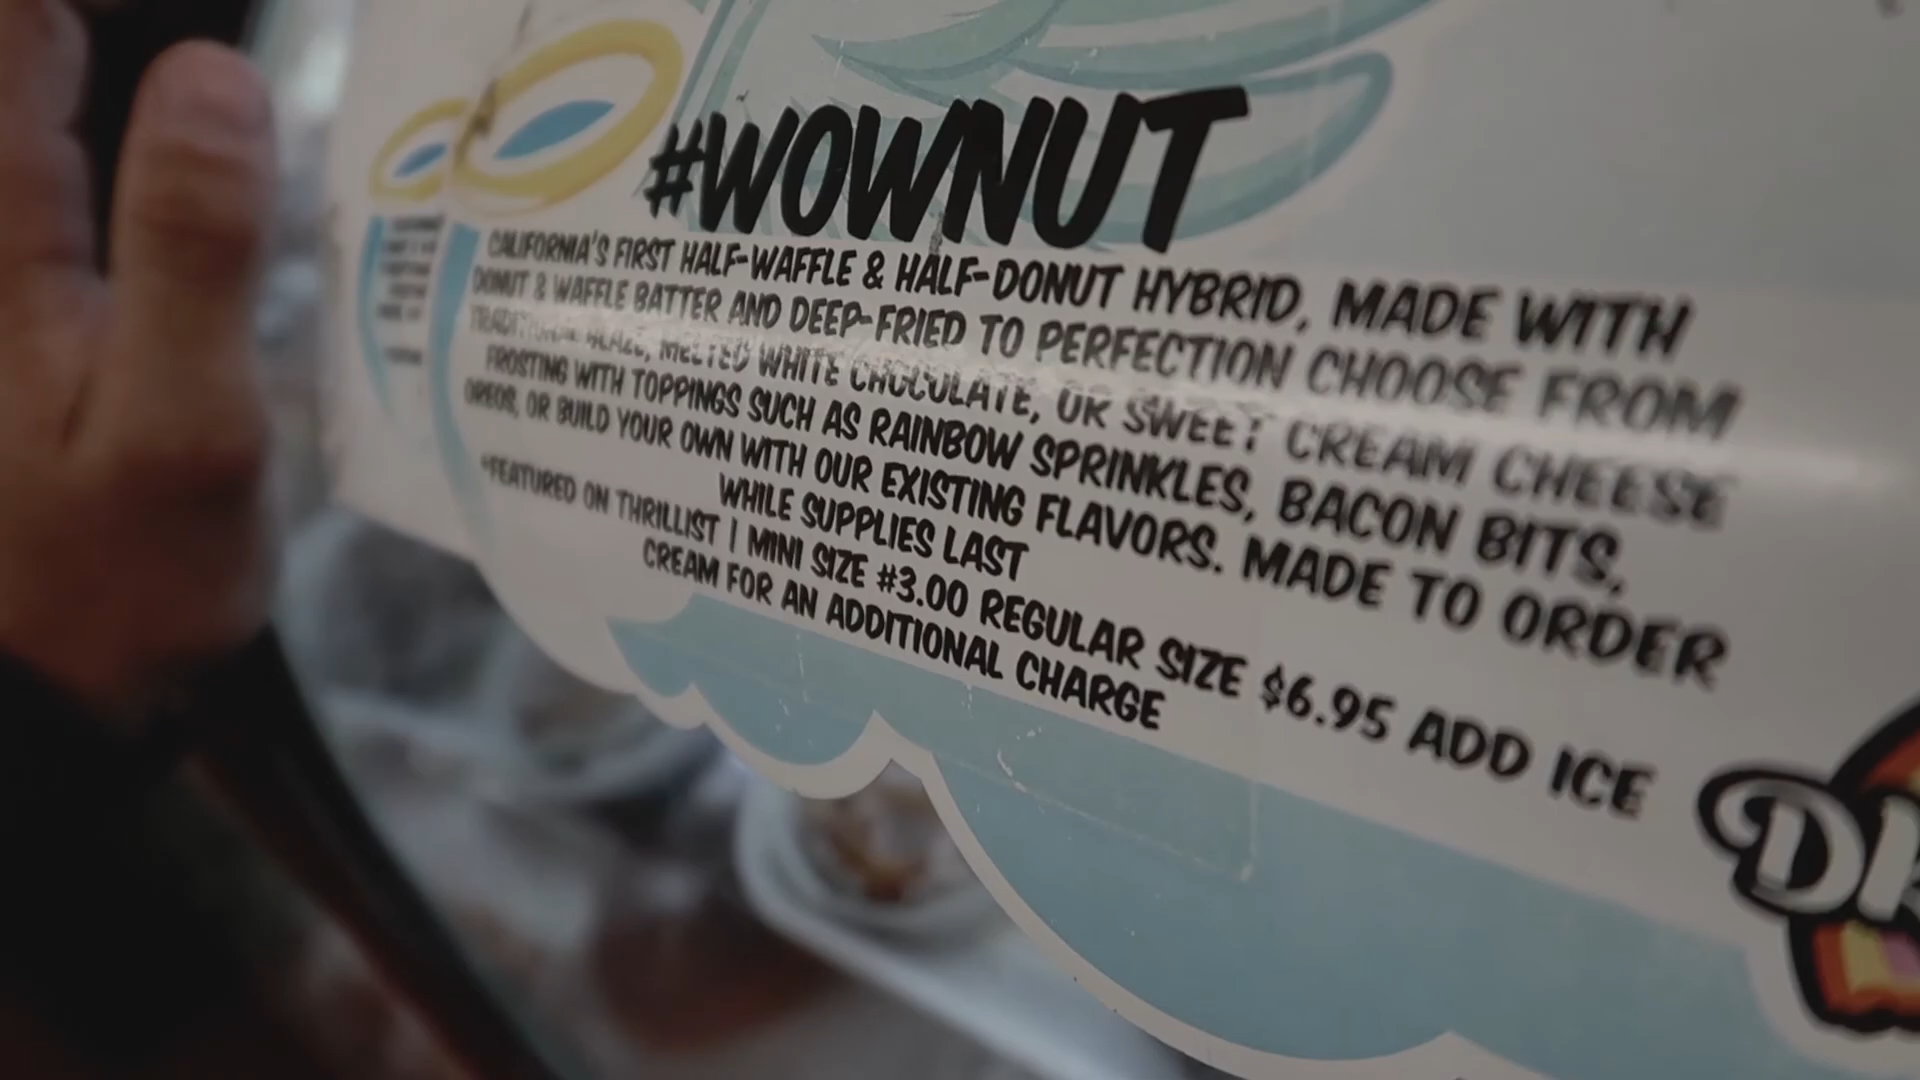 #WOWNUT
CALIFORNIA'S FIRST HALF-WAFFLE & HALF-DONUT HYBRID, MADE WITH
DONUT & WAFFLE BATTER AND DEEP-FRIED TO PERFECTION CHOOSE FROM
TRADITIONAL GLAZE, MELTED WHITE CHOCOLATE, OR SWEET CREAM CHEESE
FROSTING WITH TOPPINGS SUCH AS RAINBOW SPRINKLES, BACON BITS,
OREOS, OR BUILD YOUR OWN WITH OUR EXISTING FLAVORS. MADE TO ORDER
WHILE SUPPLIES LAST
*FEATURED ON THRILLIST | MINI SIZE #3.00 REGULAR SIZE $6.95 ADD ICE
CREAM FOR AN ADDITIONAL CHARGE